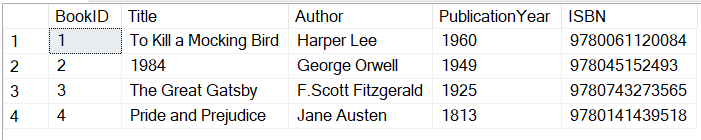 BookID Title Author PublicationYear ISBN
1 1 To Kill a Mocking Bird Harper Lee 1960 9780061120084
2 2 1984 George Orwell 1949 978045152493
3 3 The Great Gatsby F.Scott Fitzgerald 1925 9780743273565
4 4 Pride and Prejudice Jane Austen 1813 9780141439518